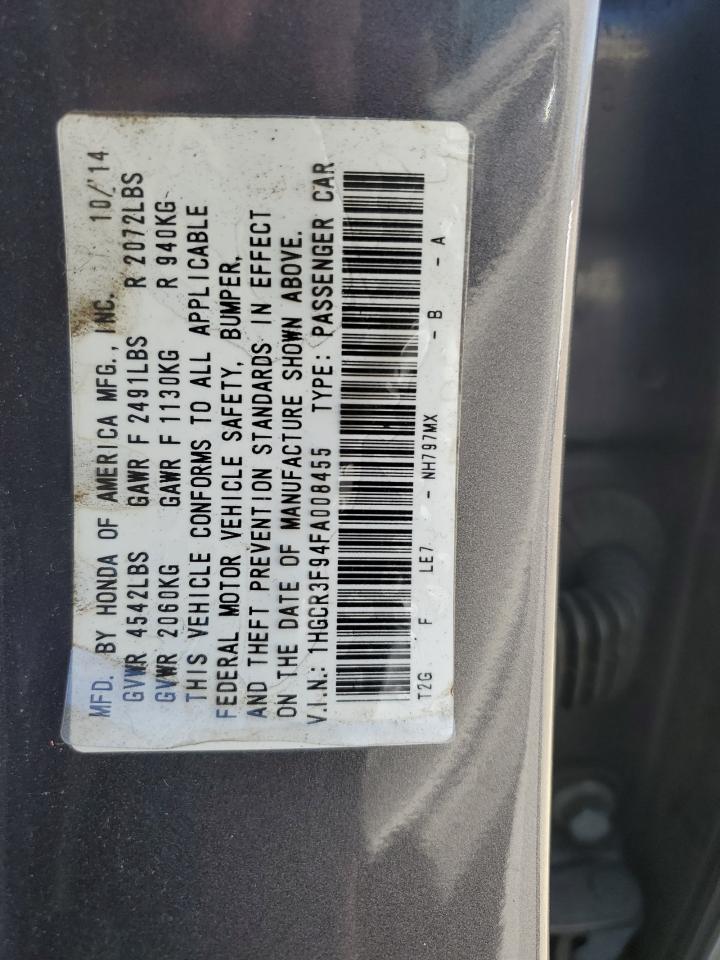 MFD. BY HONDA OF AMERICA MFG., INC. 10/'14
GVWR 4542LBS GAWR F 2491LBS R 2072LBS
GVWR 2060KG GAWR F 1130KG R 940KG
THIS VEHICLE CONFORMS TO ALL APPLICABLE
FEDERAL MOTOR VEHICLE SAFETY, BUMPER,
AND THEFT PREVENTION STANDARDS IN EFFECT
ON THE DATE OF MANUFACTURE SHOWN ABOVE.
V.I.N.: 1HGCR3F94FA008455 TYPE: PASSENGER CAR
T2G F LE7 - NH797MX - B - A